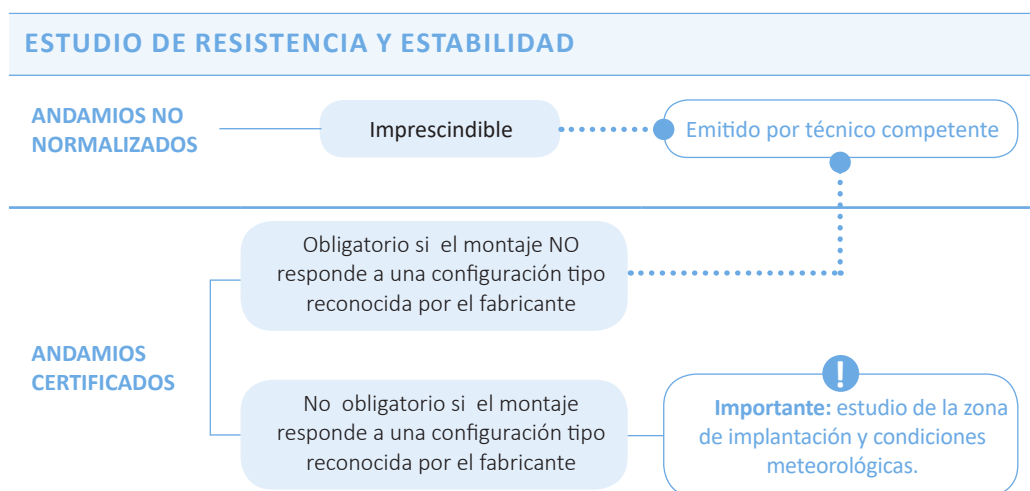 ESTUDIO DE RESISTENCIA Y ESTABILIDAD
ANDAMIOS NO
NORMALIZADOS
Imprescindible
Emitido por técnico competente
Obligatorio si el montaje NO
responde a una configuración tipo
reconocida por el fabricante
ANDAMIOS
CERTIFICADOS
No obligatorio si el montaje
responde a una configuración tipo
reconocida por el fabricante
!
Importante: estudio de la zona
de implantación y condiciones
meteorológicas.